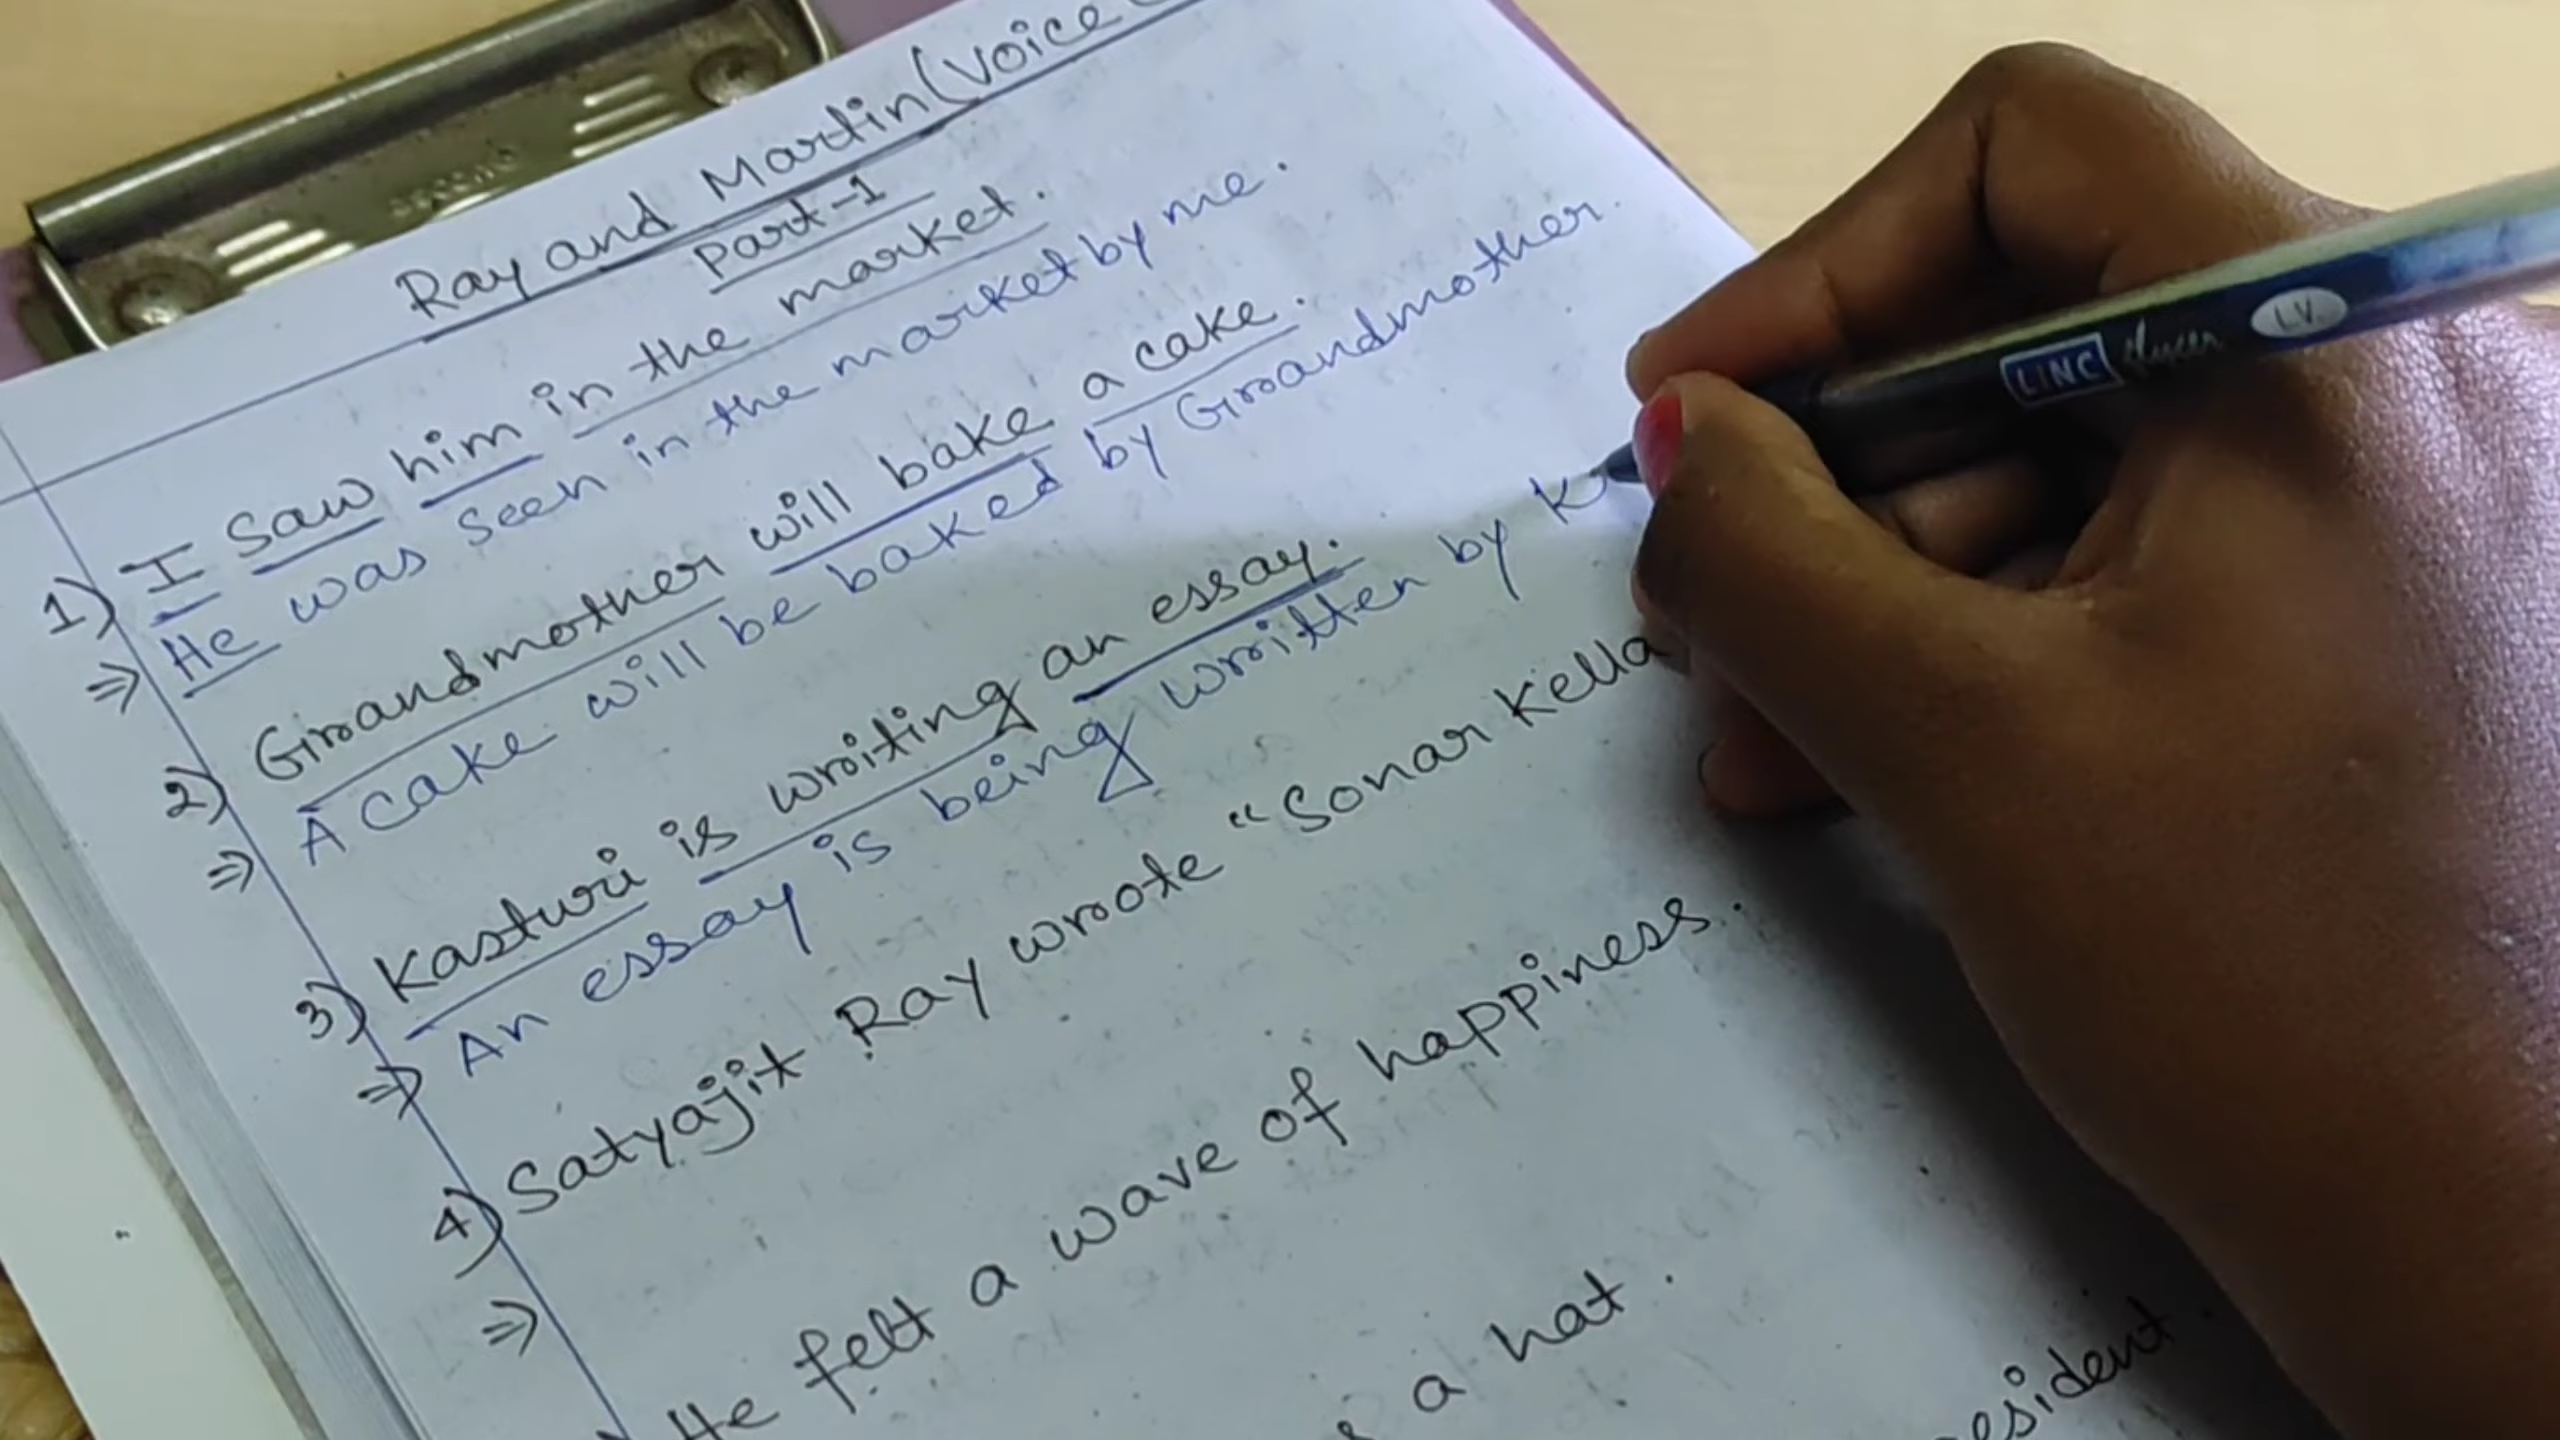 Ray and Martin (Voice
Part-1
1) I saw him in the market.
⇒ He was seen in the market by me.
2) Grandmother will bake a cake.
⇒ A cake will be baked by Grandmother.
3) Kasturi is writing an essay.
⇒ An essay is being written by K
4) Satyajit Ray wrote "Sonar Kella
⇒
He felt a wave of happiness.
a hat.
esident.
LINC LV